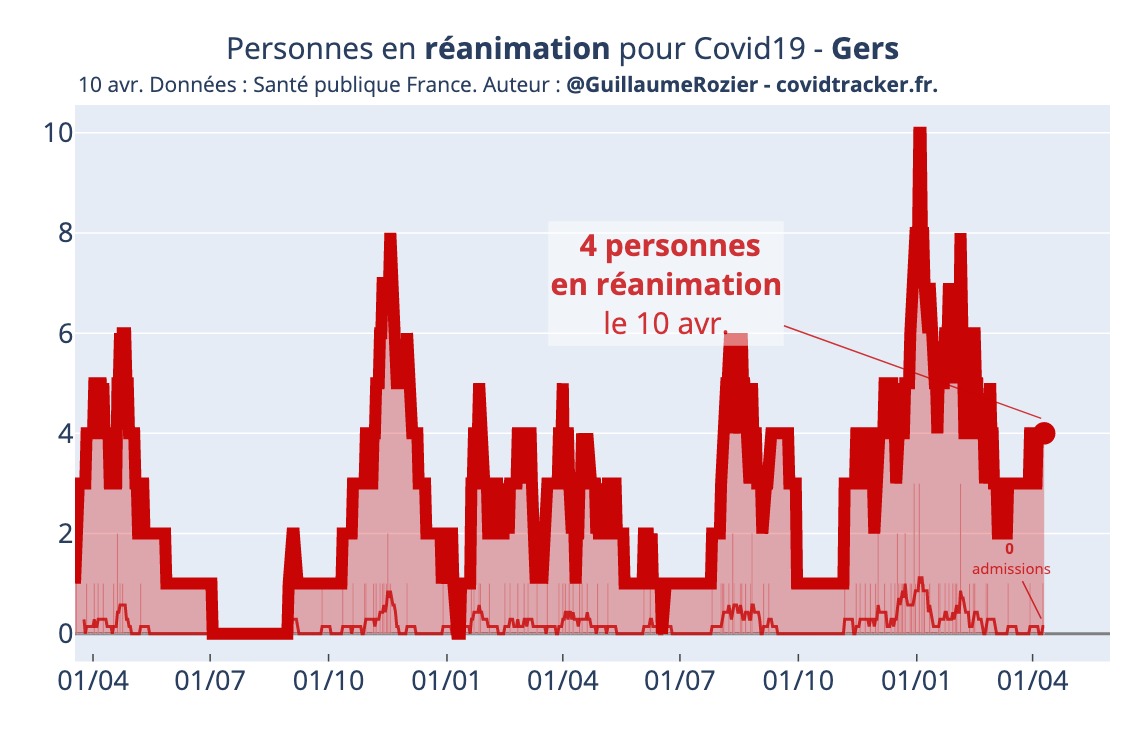 Personnes en réanimation pour Covid19 - Gers
10 avr. Données : Santé publique France. Auteur : @GuillaumeRozier - covidtracker.fr.
10
8
4 personnes
en réanimation
le 10 avr.
6
4
2
0
admissions
0
01/04
01/07
01/10
01/01
01/04
01/07
01/10
01/01
01/04